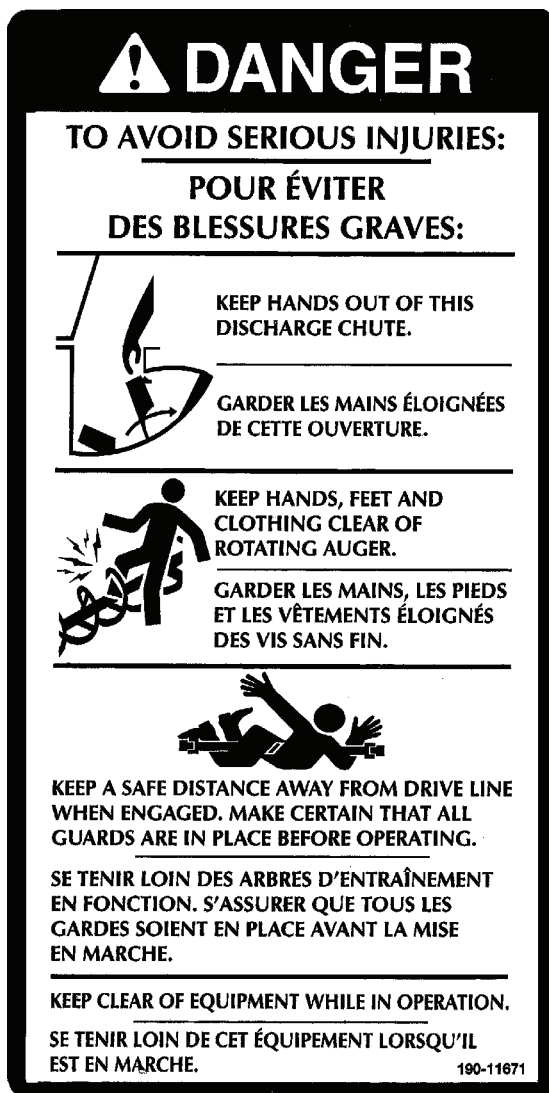 DANGER
TO AVOID SERIOUS INJURIES:
POUR ÉVITER
DES BLESSURES GRAVES:
KEEP HANDS OUT OF THIS
DISCHARGE CHUTE.
GARDER LES MAINS ÉLOIGNÉES
DE CETTE OUVERTURE.
KEEP HANDS, FEET AND
CLOTHING CLEAR OF
ROTATING AUGER.
GARDER LES MAINS, LES PIEDS
ET LES VÊTEMENTS ÉLOIGNÉS
DES VIS SANS FIN.
KEEP A SAFE DISTANCE AWAY FROM DRIVE LINE
WHEN ENGAGED. MAKE CERTAIN THAT ALL
GUARDS ARE IN PLACE BEFORE OPERATING.
SE TENIR LOIN DES ARBRES D'ENTRAÎNEMENT
EN FONCTION. S'ASSURER QUE TOUS LES
GARDES SOIENT EN PLACE AVANT LA MISE
EN MARCHE.
KEEP CLEAR OF EQUIPMENT WHILE IN OPERATION.
SE TENIR LOIN DE CET ÉQUIPEMENT LORSQU'IL
EST EN MARCHE.
190-11671